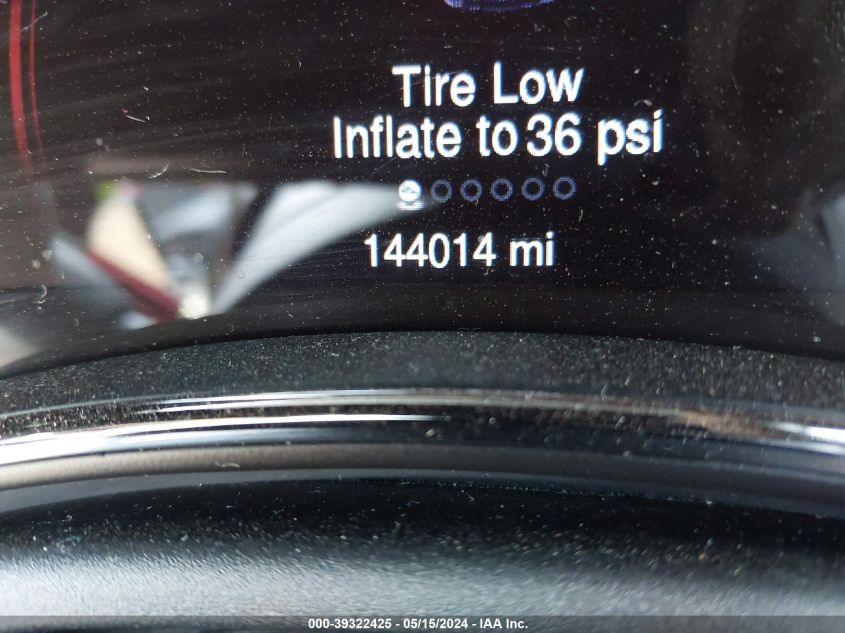 Tire Low
Inflate to 36 psi
144014 mi
000-39322425 - 05/15/2024 - IAA Inc.